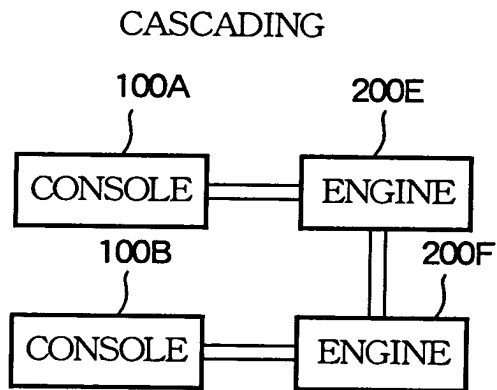 CASCADING
100A
200E
CONSOLE
ENGINE
100B
200F
CONSOLE
ENGINE